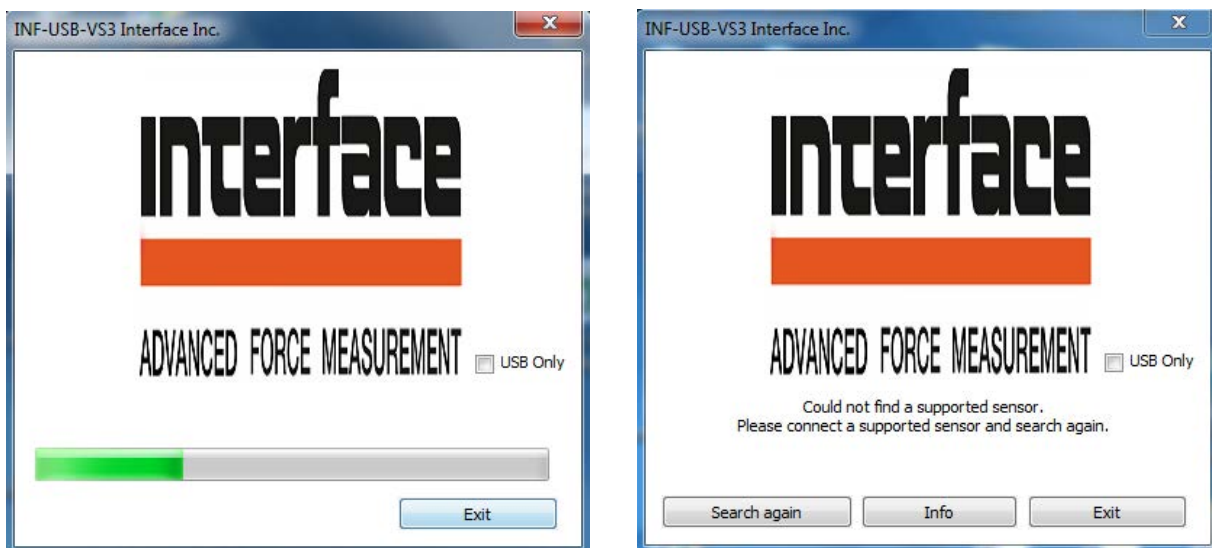 INF-USB-VS3 Interface Inc.
x
interface
ADVANCED FORCE MEASUREMENT
USB Only
Exit
INF-USB-VS3 Interface Inc.
x
interface
ADVANCED FORCE MEASUREMENT
USB Only
Could not find a supported sensor.
Please connect a supported sensor and search again.
Search again
Info
Exit